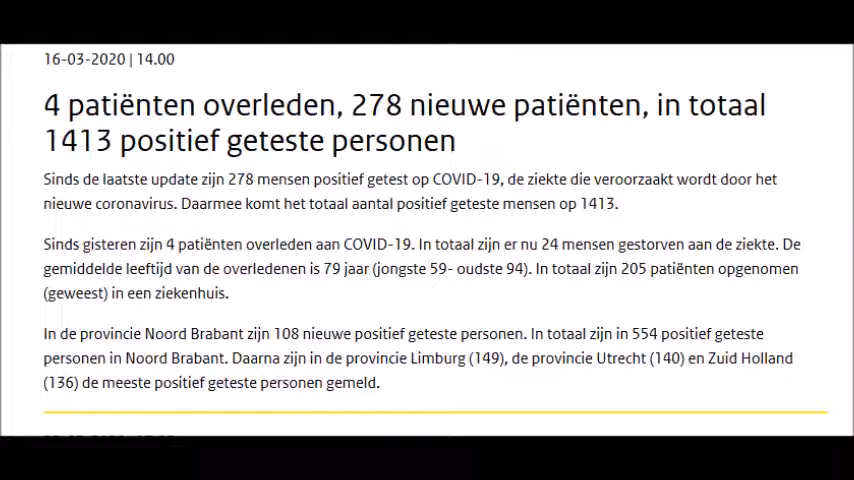 16-03-2020 | 14.00
4 patiënten overleden, 278 nieuwe patiënten, in totaal
1413 positief geteste personen
Sinds de laatste update zijn 278 mensen positief getest op COVID-19, de ziekte die veroorzaakt wordt door het
nieuwe coronavirus. Daarmee komt het totaal aantal positief geteste mensen op 1413.
Sinds gisteren zijn 4 patiënten overleden aan COVID-19. In totaal zijn er nu 24 mensen gestorven aan de ziekte. De
gemiddelde leeftijd van de overledenen is 79 jaar (jongste 59- oudste 94). In totaal zijn 205 patiënten opgenomen
(geweest) in een ziekenhuis.
In de provincie Noord Brabant zijn 108 nieuwe positief geteste personen. In totaal zijn in 554 positief geteste
personen in Noord Brabant. Daarna zijn in de provincie Limburg (149), de provincie Utrecht (140) en Zuid Holland
(136) de meeste positief geteste personen gemeld.